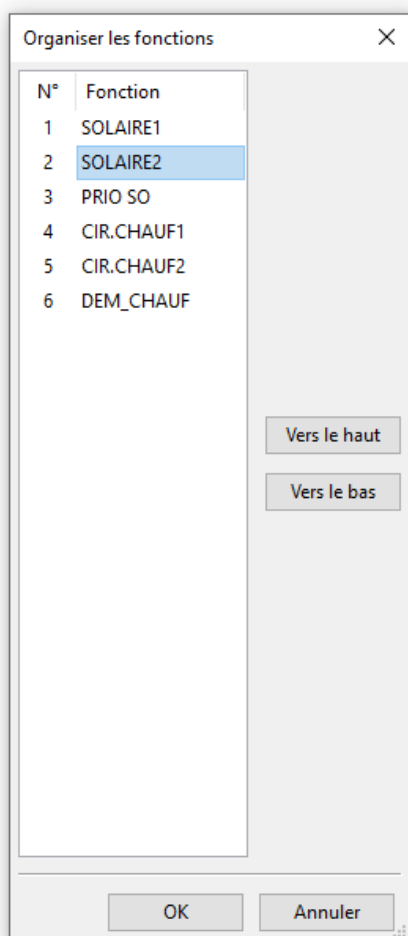 Organiser les fonctions
N° Fonction
1 SOLAIRE1
2 SOLAIRE2
3 PRIO SO
4 CIR.CHAUF1
5 CIR.CHAUF2
6 DEM_CHAUF
Vers le haut
Vers le bas
OK Annuler